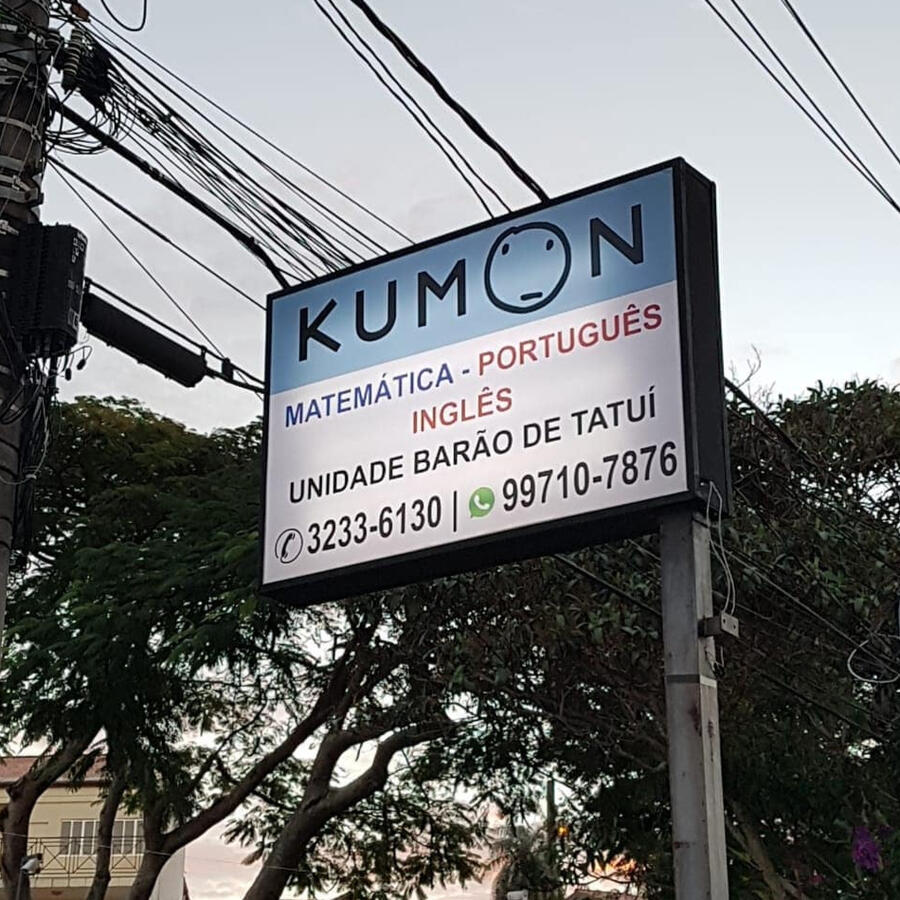 KUMON
MATEMÁTICA - PORTUGUÊS
INGLÊS
UNIDADE BARÃO DE TATUÍ
3233-6130 | 99710-7876